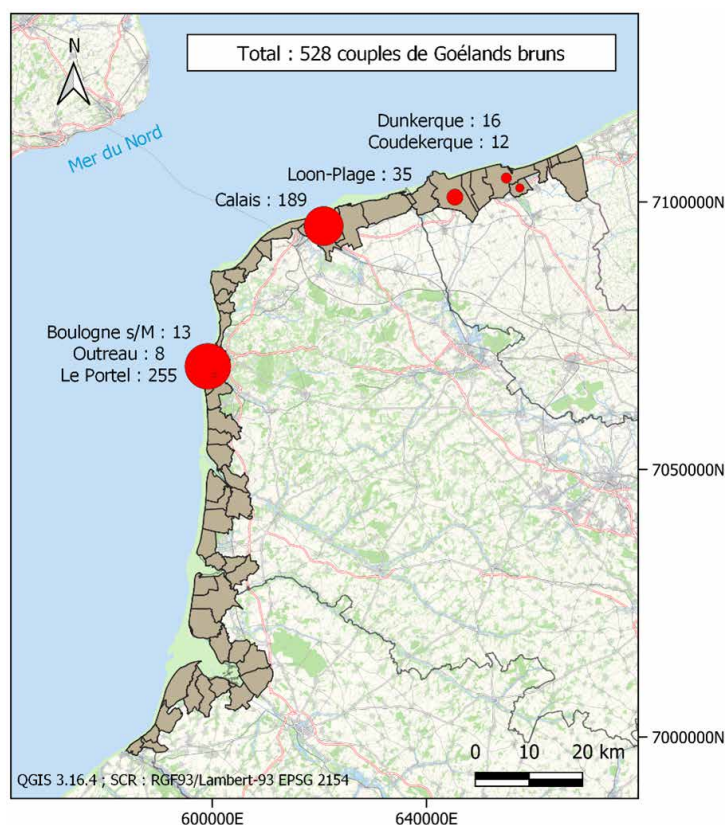 Total : 528 couples de Goélands bruns
N
Mer du Nord
Dunkerque : 16
Coudekerque : 12
Loon-Plage : 35
Calais : 189
7100000N
Boulogne s/M : 13
Outreau : 8
Le Portel : 255
7050000N
7000000N
0 10 20 km
QGIS 3.16.4 ; SCR : RGF93/Lambert-93 EPSG 2154
600000E 640000E